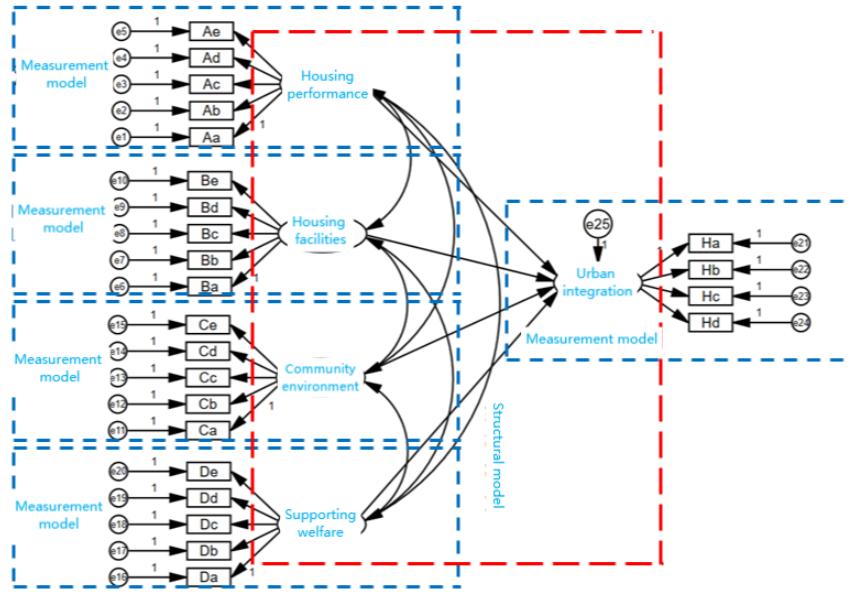 e5 1 Ae
e4 1 Ad
e3 1 Ac
e2 1 Ab
e1 1 Aa
1
Measurement
model
Housing
performance
e10 1 Be
e9 1 Bd
e8 1 Bc
e7 1 Bb
e6 1 Ba
1
Measurement
model
Housing
facilities
e15 1 Ce
e14 1 Cd
e13 1 Cc
e12 1 Cb
e11 1 Ca
1
Measurement
model
Community
environment
e20 1 De
e19 1 Dd
e18 1 Dc
e17 1 Db
e16 1 Da
1
Measurement
model
Supporting
welfare
Structural model
e25
1
Urban
integration
1
Ha 1 e21
Hb 1 e22
Hc 1 e23
Hd 1 e24
Measurement model